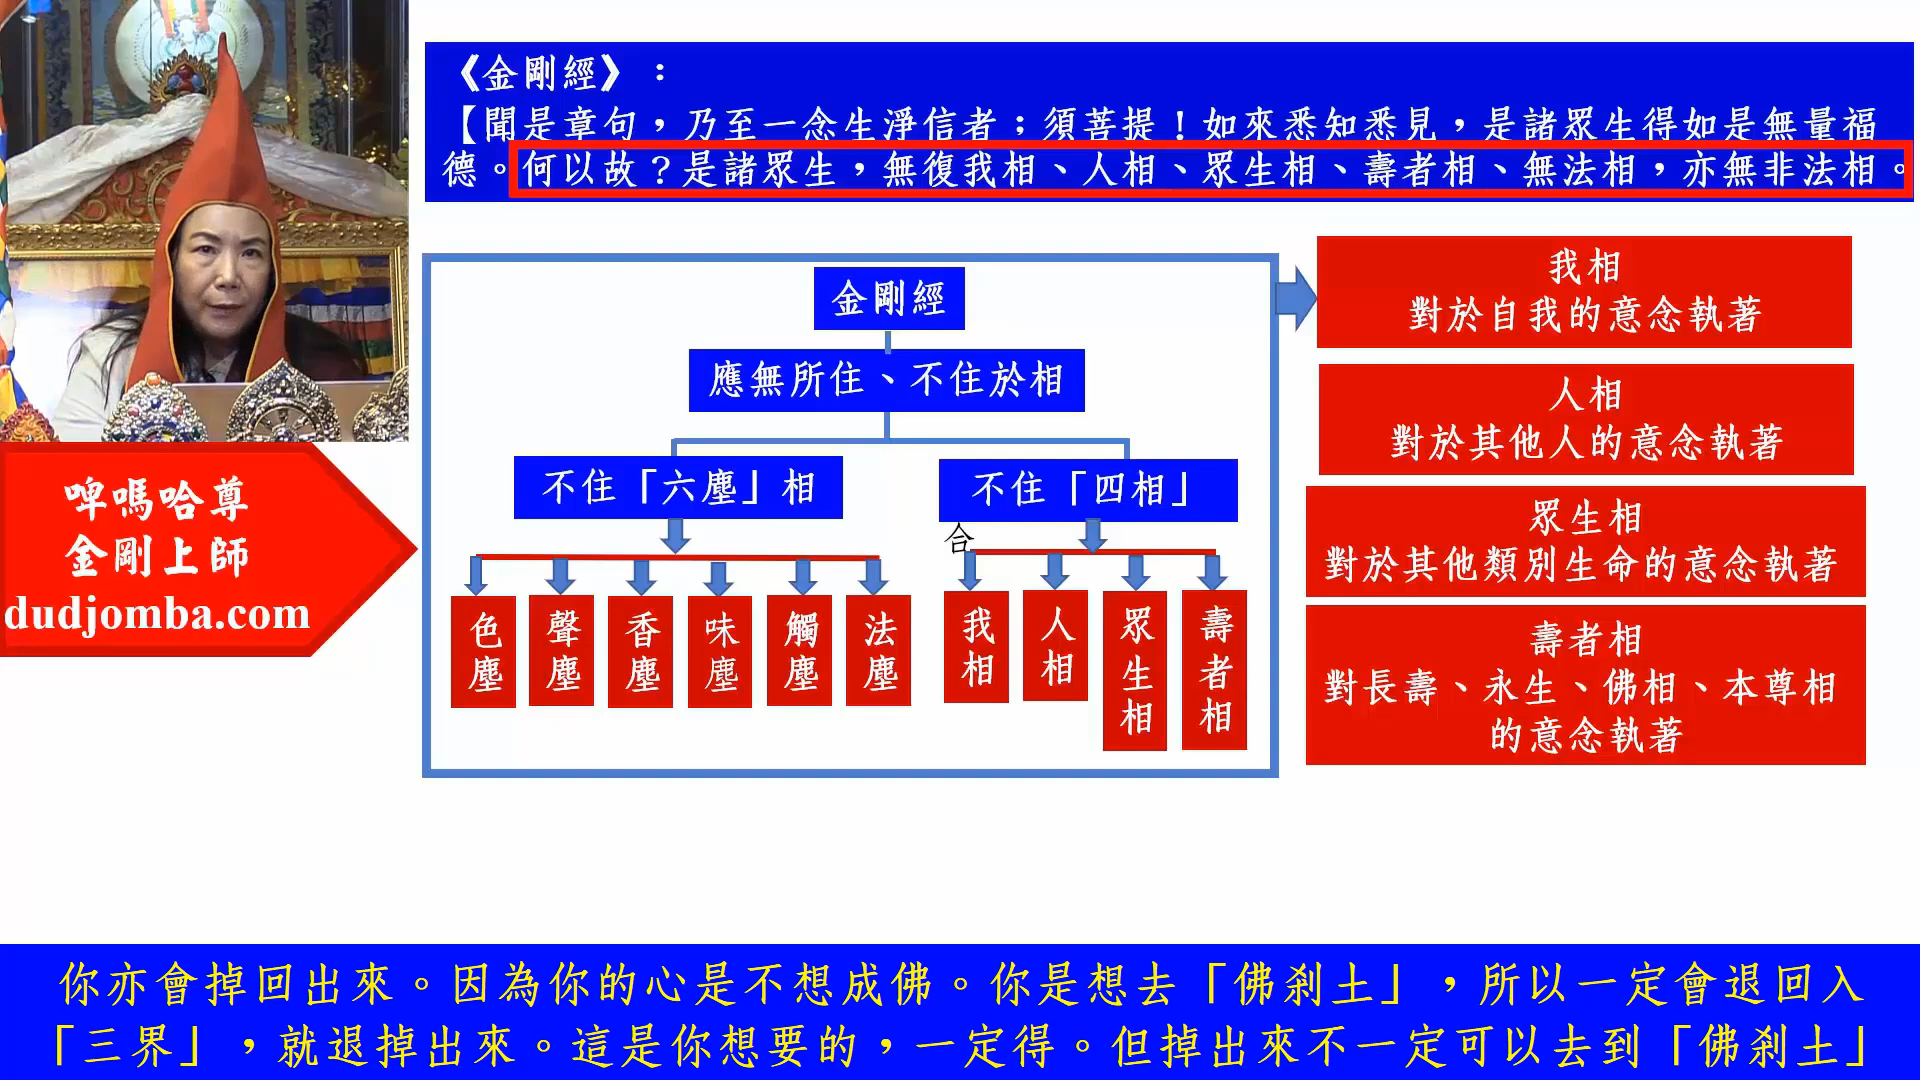 《金剛經》：
【聞是章句，乃至一念生淨信者；須菩提！如來悉知悉見，是諸眾生得如是無量福
德。何以故？是諸眾生，無復我相、人相、眾生相、壽者相、無法相，亦無非法相。
金剛經
應無所住、不住於相
不住「六塵」相
不住「四相」
合
色塵
聲塵
香塵
味塵
觸塵
法塵
我相
人相
眾生相
壽者相
我相
對於自我的意念執著
人相
對於其他人的意念執著
眾生相
對於其他類別生命的意念執著
壽者相
對長壽、永生、佛相、本尊相
的意念執著
啤嗎哈尊
金剛上師
dudjomba.com
你亦會掉回出來。因為你的心是不想成佛。你是想去「佛剎土」，所以一定會退回入
「三界」，就退掉出來。這是你想要的，一定得。但掉出來不一定可以去到「佛剎土」